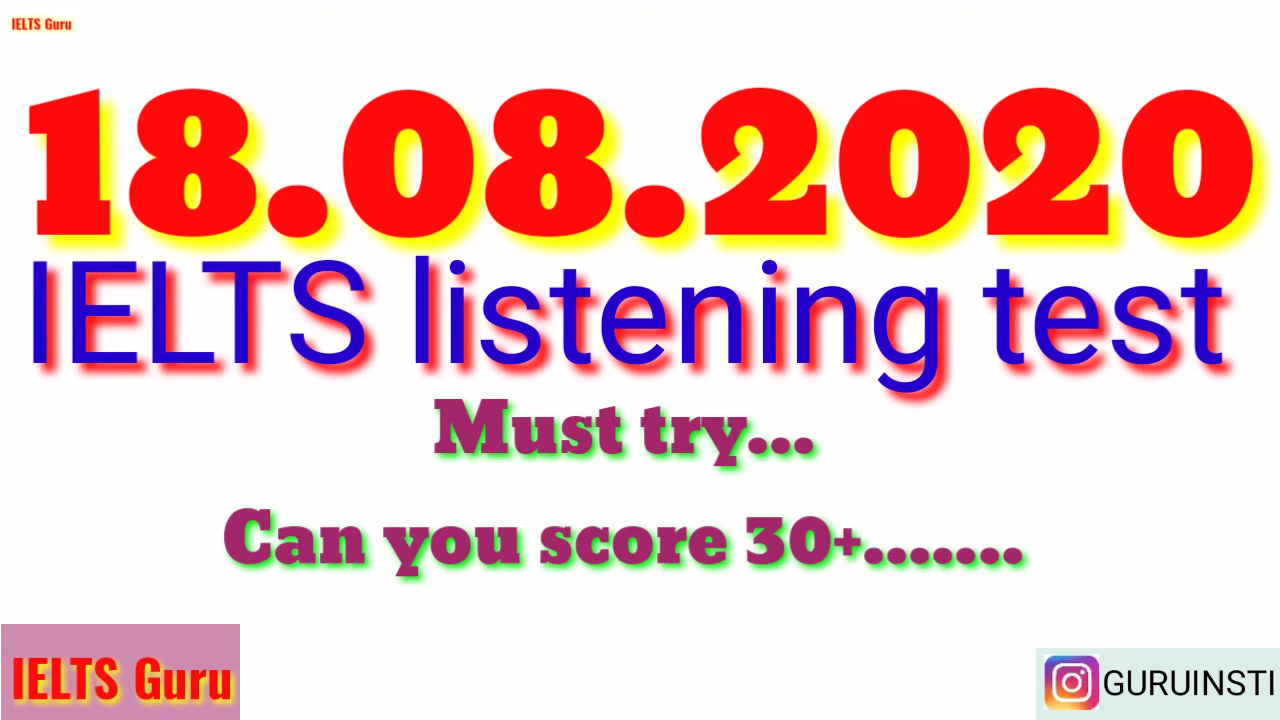 IELTS Guru
18.08.2020
IELTS listening test
Must try...
Can you score 30+.......
IELTS Guru
GURUINSTI